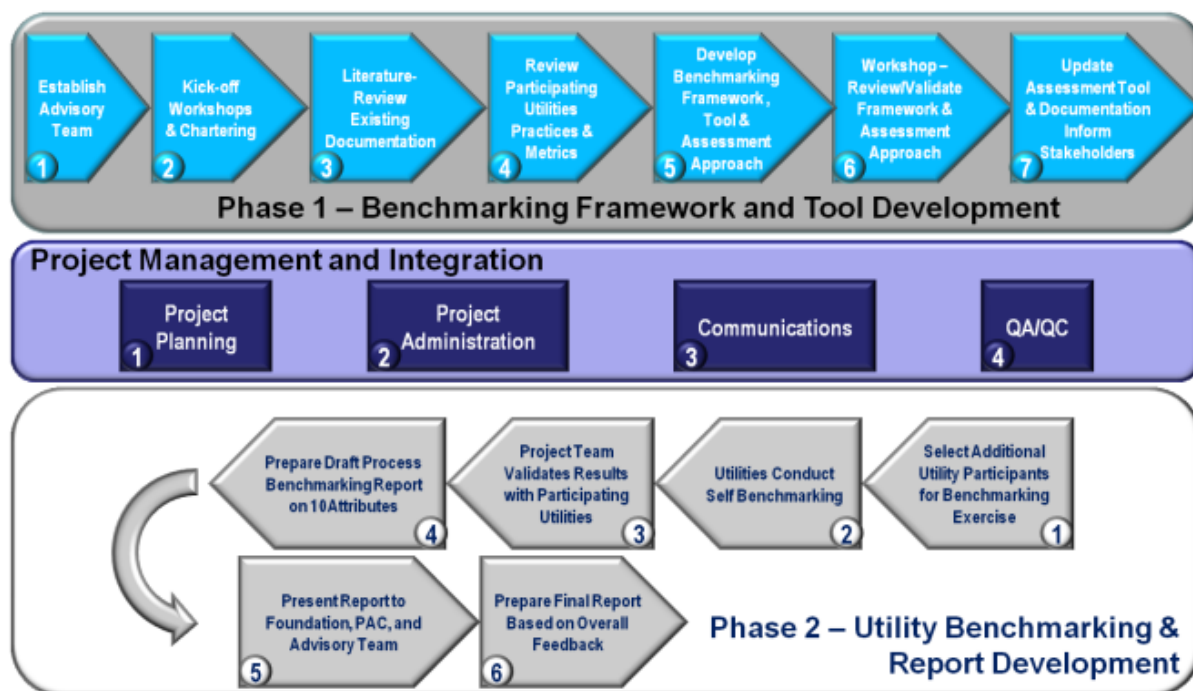 Establish
Advisory
Team
1
Kick-off
Workshops
& Chartering
2
Literature-
Review
Existing
Documentation
3
Review
Participating
Utilities
Practices &
Metrics
4
Develop
Benchmarking
Framework ,
Tool &
Assessment
Approach
5
Workshop –
Review/Validate
Framework &
Assessment
Approach
6
Update
Assessment Tool
& Documentation
Inform
Stakeholders
7
Phase 1 – Benchmarking Framework and Tool Development
Project Management and Integration
Project
Planning
1
Project
Administration
2
Communications
3
QA/QC
4
Select Additional
Utility Participants
for Benchmarking
Exercise
1
Utilities Conduct
Self Benchmarking
2
Project Team
Validates Results
with Participating
Utilities
3
Prepare Draft Process
Benchmarking Report
on 10 Attributes
4
Present Report to
Foundation, PAC, and
Advisory Team
5
Prepare Final Report
Based on Overall
Feedback
6
Phase 2 – Utility Benchmarking &
Report Development